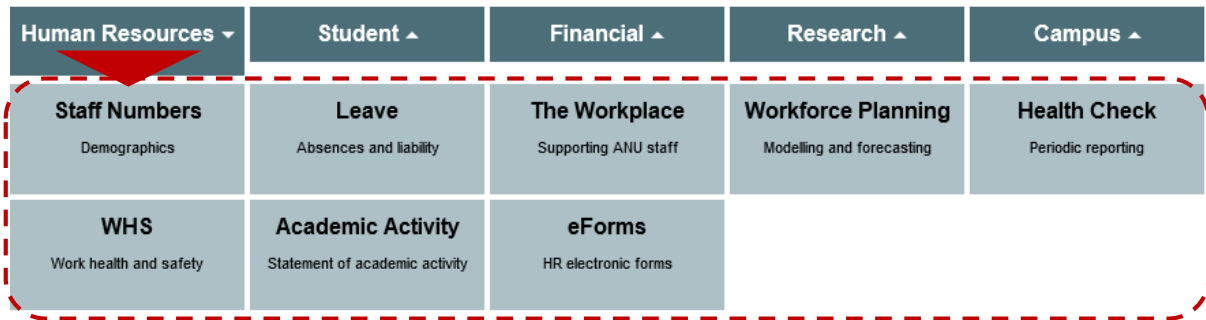 Human Resources Student Financial Research Campus
Staff Numbers Leave The Workplace Workforce Planning Health Check
Demographics Absences and liability Supporting ANU staff Modelling and forecasting Periodic reporting
WHS Academic Activity eForms
Work health and safety Statement of academic activity HR electronic forms